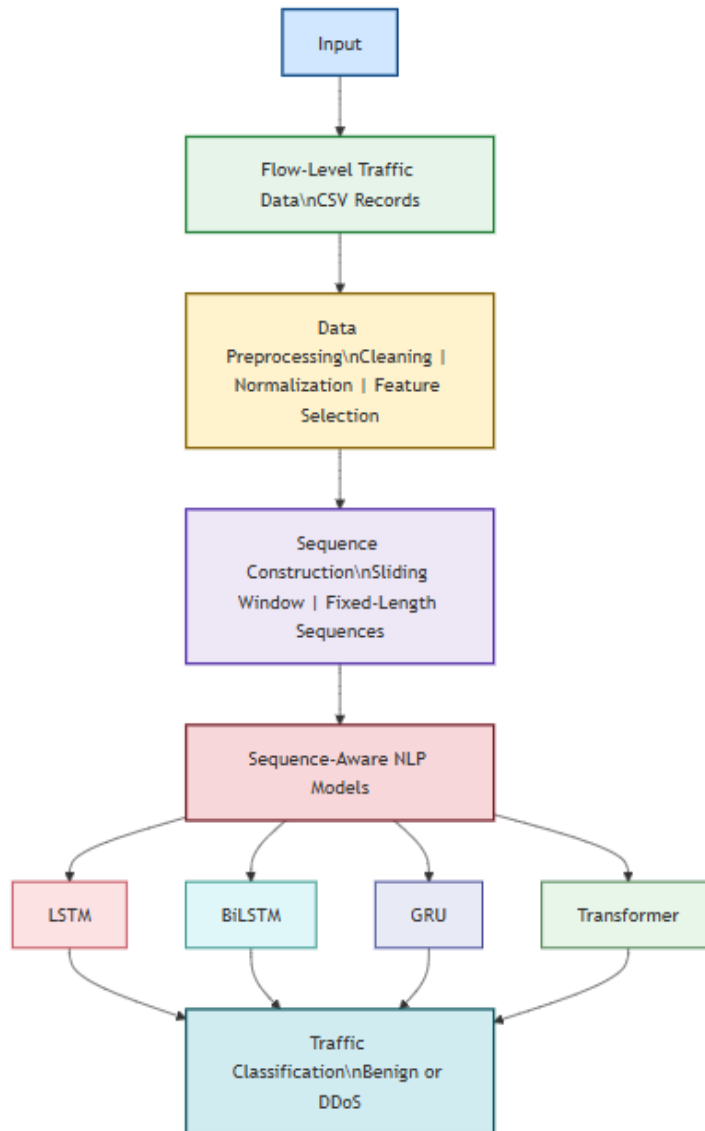 Input
Flow-Level Traffic
Data\nCSV Records
Data
Preprocessing\nCleaning |
Normalization | Feature
Selection
Sequence
Construction\nSliding
Window | Fixed-Length
Sequences
Sequence-Aware NLP
Models
LSTM
BiLSTM
GRU
Transformer
Traffic
Classification\nBenign or
DDoS